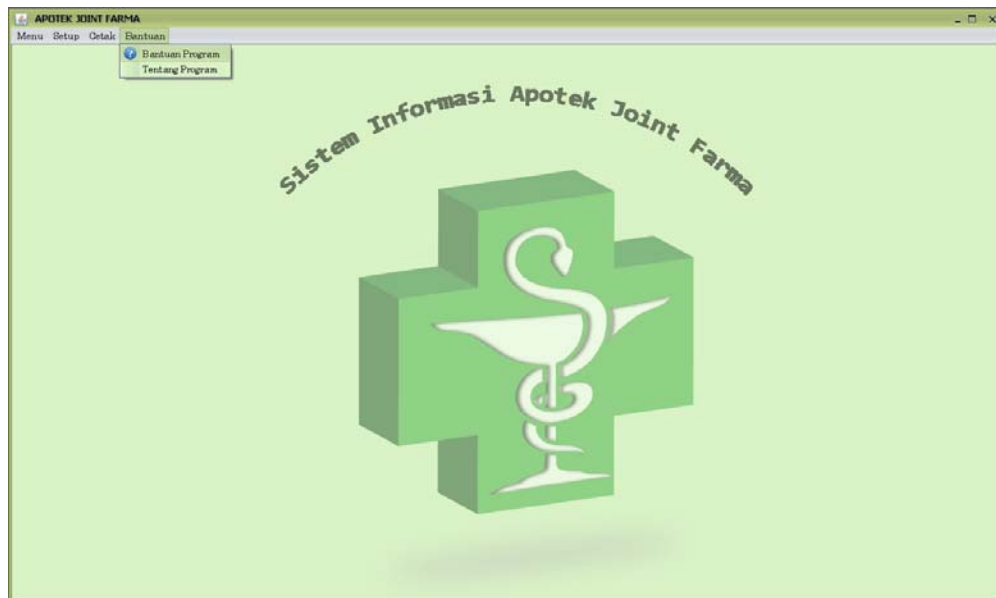 APOTEK JOINT FARMA
Menu Setup Cetak Bantuan
Bantuan Program
Tentang Program
Sistem Informasi Apotek Joint Farma